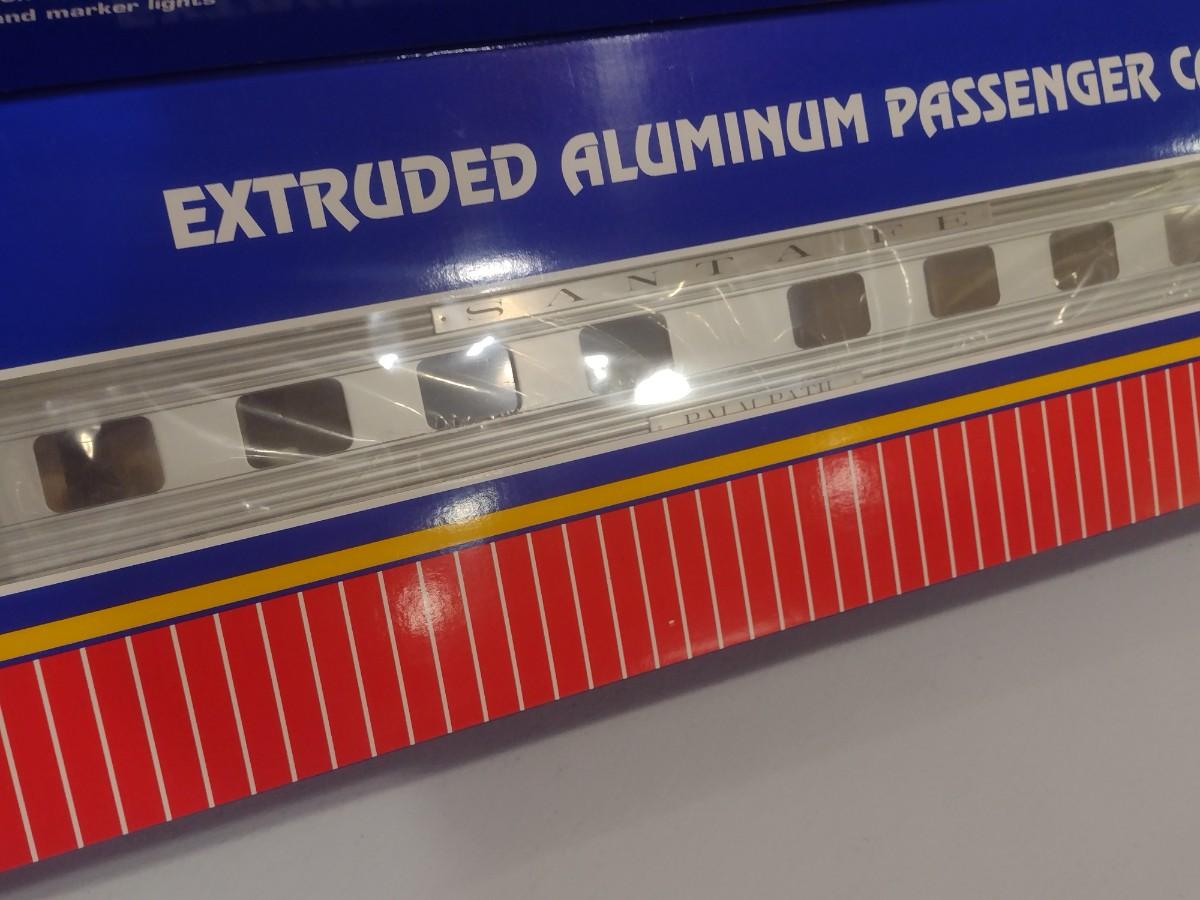 and marker lights
EXTRUDED ALUMINUM PASSENGER
SANTA FE
PALM PATH